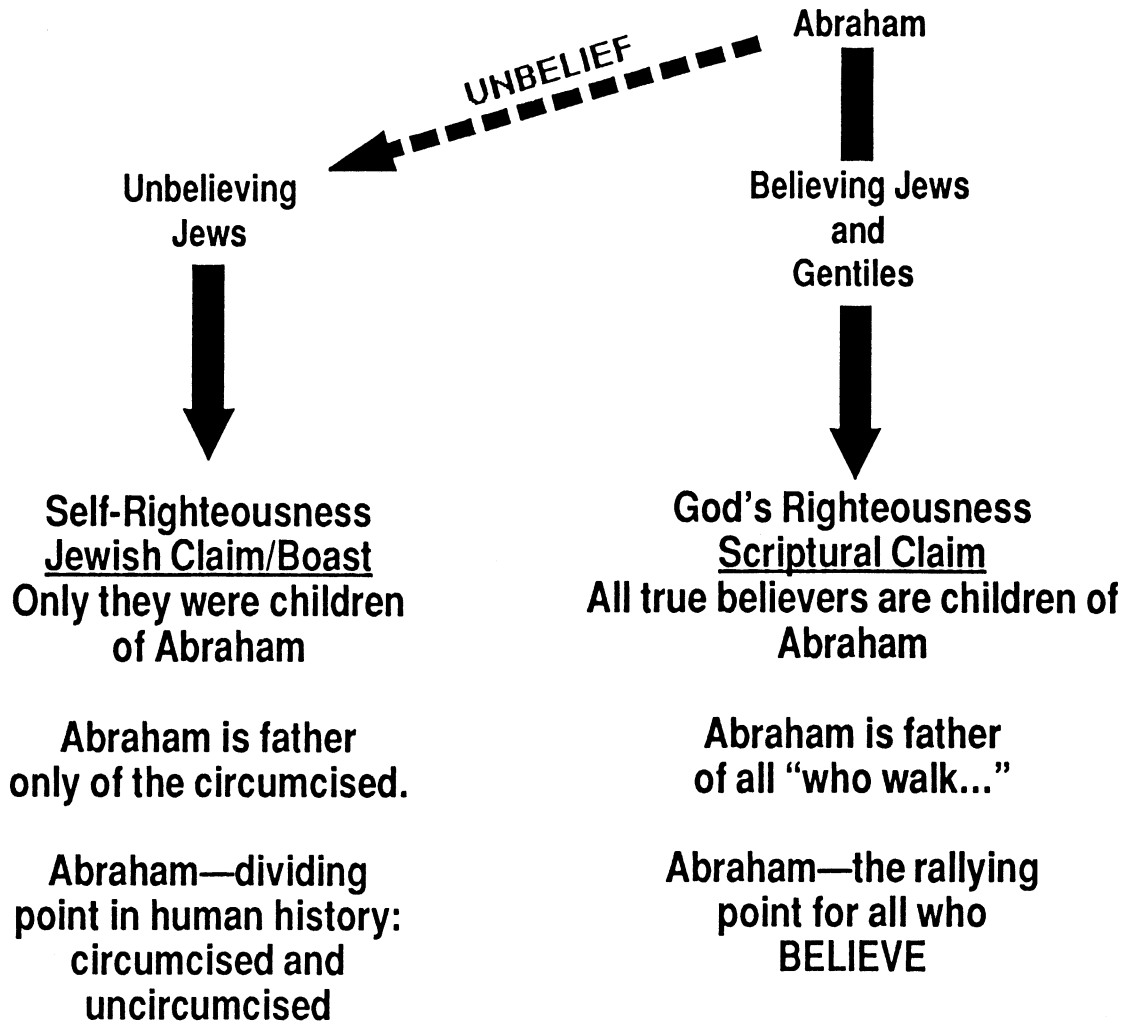 Abraham
UNBELIEF
Unbelieving
Jews
Believing Jews
and
Gentiles
Self-Righteousness
Jewish Claim/Boast
Only they were children
of Abraham
Abraham is father
only of the circumcised.
Abraham—dividing
point in human history:
circumcised and
uncircumcised
God's Righteousness
Scriptural Claim
All true believers are children of
Abraham
Abraham is father
of all “who walk...”
Abraham—the rallying
point for all who
BELIEVE